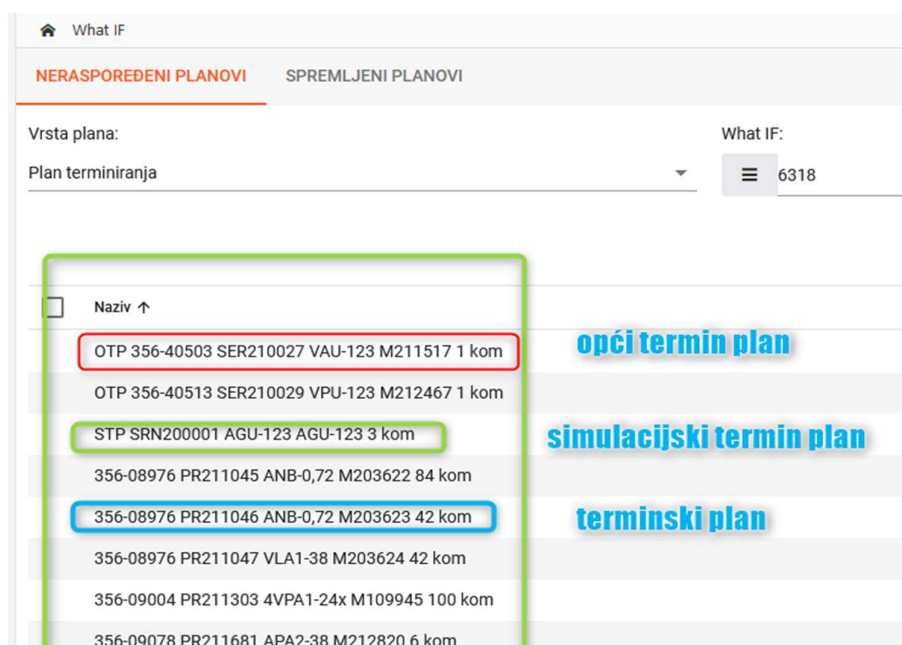 What IF
NERASPOREĐENI PLANOVI SPREMLJENI PLANOVI
Vrsta plana: What IF:
Plan terminiranja 6318
Naziv ↑
OTP 356-40503 SER210027 VAU-123 M211517 1 kom
opći termin plan
OTP 356-40513 SER210029 VPU-123 M212467 1 kom
STP SRN200001 AGU-123 AGU-123 3 kom
simulacijski termin plan
356-08976 PR211045 ANB-0,72 M203622 84 kom
356-08976 PR211046 ANB-0,72 M203623 42 kom
terminski plan
356-08976 PR211047 VLA1-38 M203624 42 kom
356-09004 PR211303 4VPA1-24x M109945 100 kom
356-09078 PR211681 APA2-38 M212820 6 kom